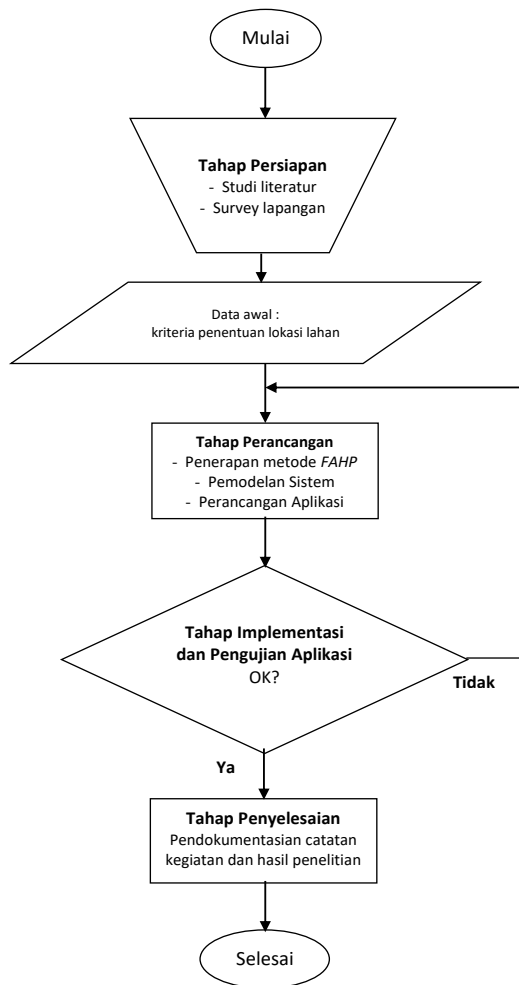 Mulai
Tahap Persiapan
- Studi literatur
- Survey lapangan
Data awal :
kriteria penentuan lokasi lahan
Tahap Perancangan
- Penerapan metode FAHP
- Pemodelan Sistem
- Perancangan Aplikasi
Tahap Implementasi
dan Pengujian Aplikasi
OK?
Tidak
Ya
Tahap Penyelesaian
Pendokumentasian catatan
kegiatan dan hasil penelitian
Selesai